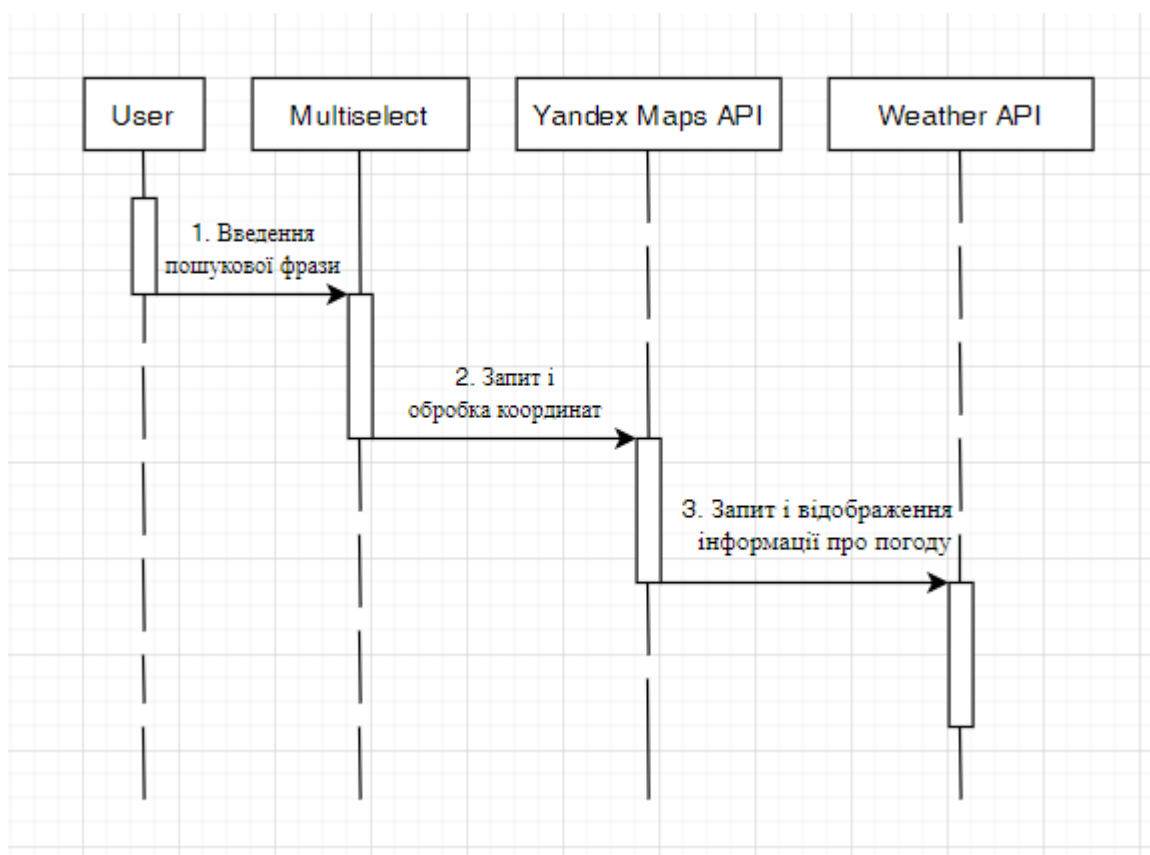 User
Multiselect
Yandex Maps API
Weather API
1. Введення
пошукової фрази
2. Запит і
обробка координат
3. Запит і відображення
інформації про погоду